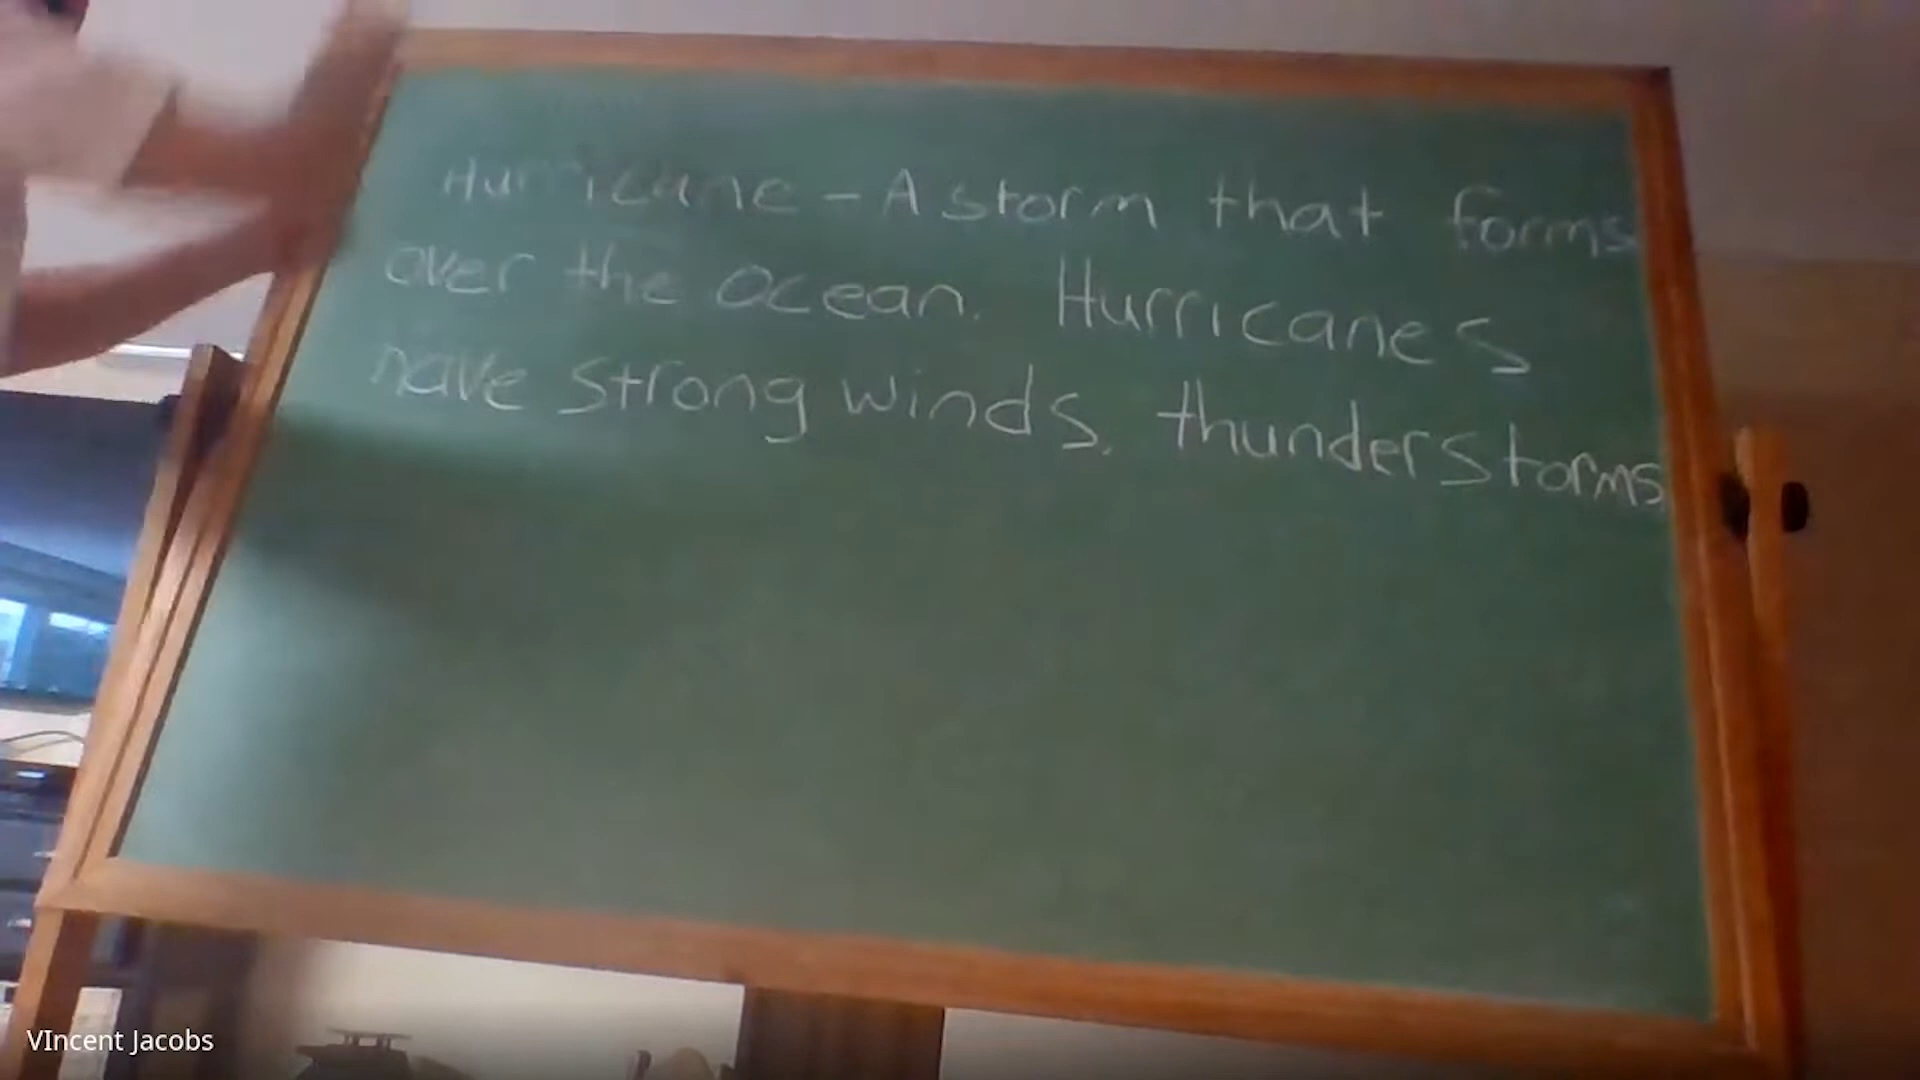 Hurricane - A storm that forms
over the ocean. Hurricanes
have strong winds, thunderstorms
VIncent Jacobs